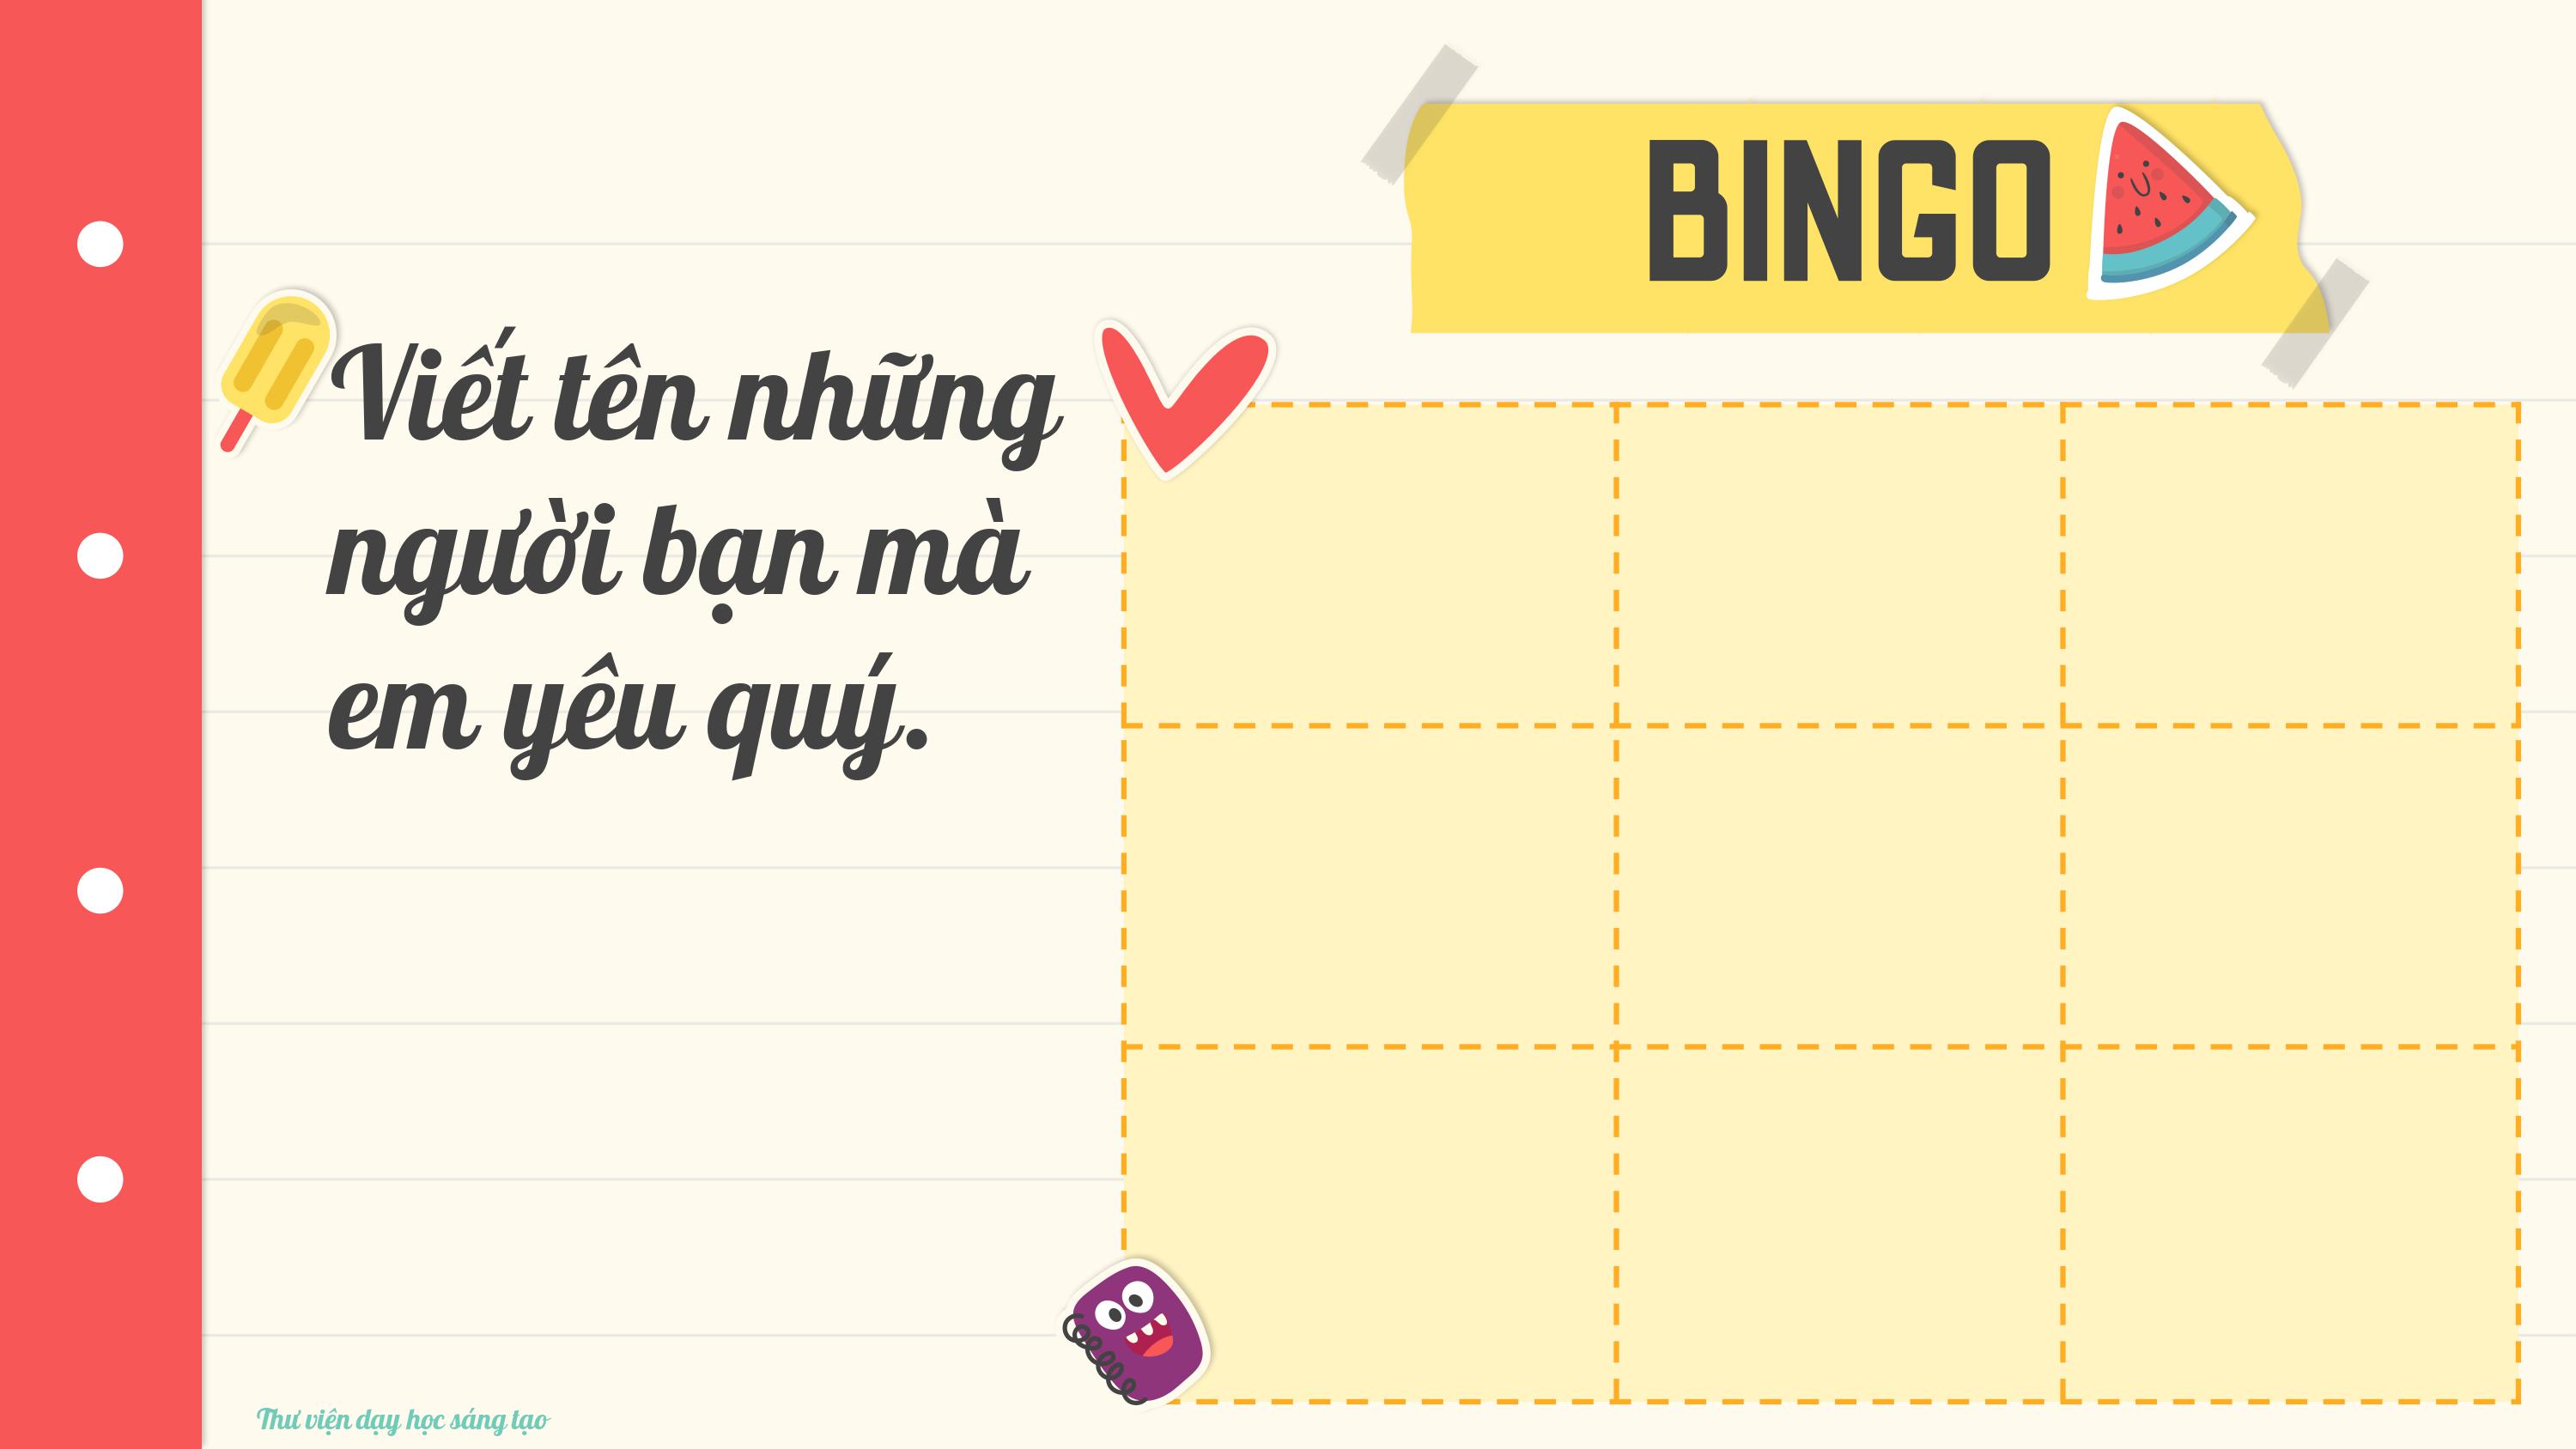 BINGO
Viết tên những
người bạn mà
em yêu quý.
Thư viện dạy học sáng tạo